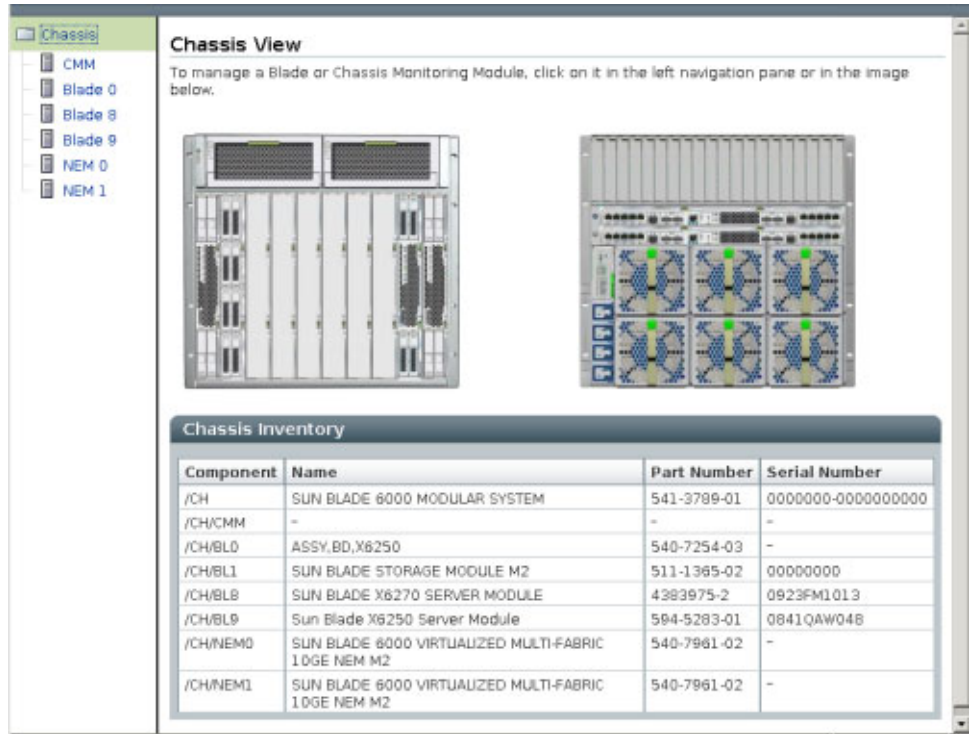 Chassis
CMM
Blade 0
Blade 8
Blade 9
NEM 0
NEM 1
Chassis View
To manage a Blade or Chassis Monitoring Module, click on it in the left navigation pane or in the image
below.
Chassis Inventory
Component Name Part Number Serial Number
/CH SUN BLADE 6000 MODULAR SYSTEM 541-3789-01 0000000-0000000000
/CH/CMM - - -
/CH/BL0 ASSY,BD,X6250 540-7254-03 -
/CH/BL1 SUN BLADE STORAGE MODULE M2 511-1365-02 00000000
/CH/BL8 SUN BLADE X6270 SERVER MODULE 4383975-2 0923FM1013
/CH/BL9 Sun Blade X6250 Server Module 594-5283-01 0841QAW048
/CH/NEM0 SUN BLADE 6000 VIRTUALIZED MULTI-FABRIC 540-7961-02 -
10GE NEM M2
/CH/NEM1 SUN BLADE 6000 VIRTUALIZED MULTI-FABRIC 540-7961-02 -
10GE NEM M2